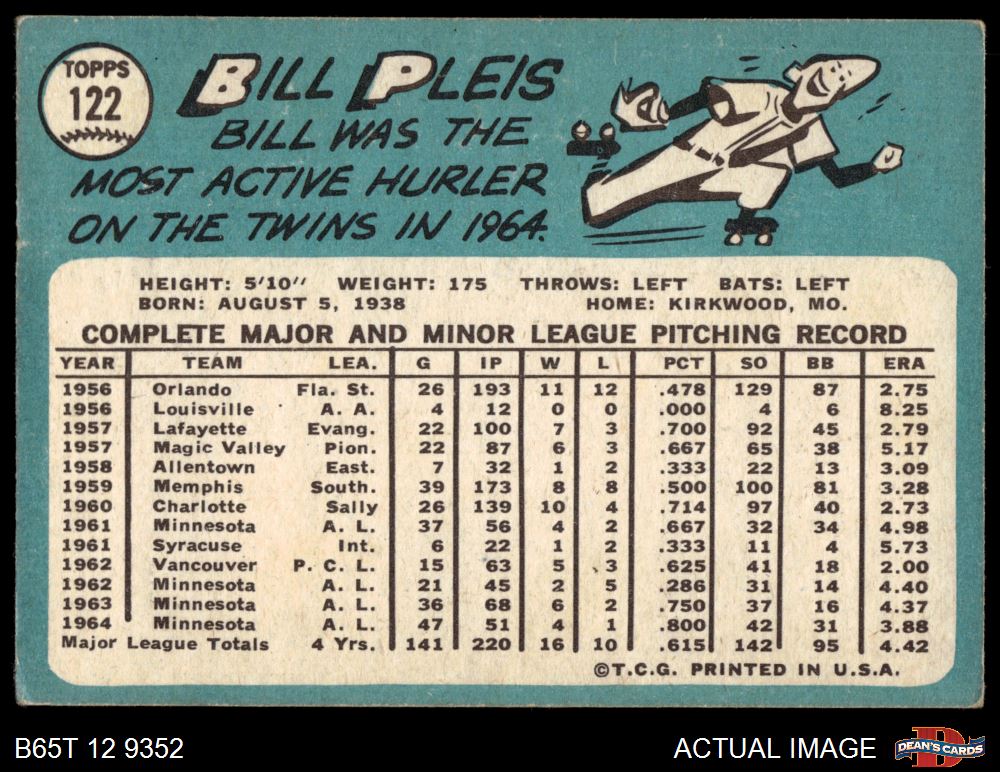 TOPPS
122
BILL PLEIS
BILL WAS THE
MOST ACTIVE HURLER
ON THE TWINS IN 1964.
HEIGHT: 5'10" WEIGHT: 175 THROWS: LEFT BATS: LEFT
BORN: AUGUST 5, 1938 HOME: KIRKWOOD, MO.
COMPLETE MAJOR AND MINOR LEAGUE PITCHING RECORD
YEAR TEAM LEA. G IP W L PCT SO BB ERA
1956 Orlando Fla. St. 26 193 11 12 .478 129 87 2.75
1956 Louisville A. A. 4 12 0 0 .000 4 6 8.25
1957 Lafayette Evang. 22 100 7 3 .700 92 45 2.79
1957 Magic Valley Pion. 22 87 6 3 .667 65 38 5.17
1958 Allentown East. 7 32 1 2 .333 22 13 3.09
1959 Memphis South. 39 173 8 8 .500 100 81 3.28
1960 Charlotte Sally 26 139 10 4 .714 97 40 2.73
1961 Minnesota A. L. 37 56 4 2 .667 32 34 4.98
1961 Syracuse Int. 6 22 1 2 .333 11 4 5.73
1962 Vancouver P. C. L. 15 63 5 3 .625 41 18 2.00
1962 Minnesota A. L. 21 45 2 5 .286 31 14 4.40
1963 Minnesota A. L. 36 68 6 2 .750 37 16 4.37
1964 Minnesota A. L. 47 51 4 1 .800 42 31 3.88
Major League Totals 4 Yrs. 141 220 16 10 .615 142 95 4.42
©T.C.G. PRINTED IN U.S.A.
B65T 12 9352 ACTUAL IMAGE
D
DEAN'S CARDS